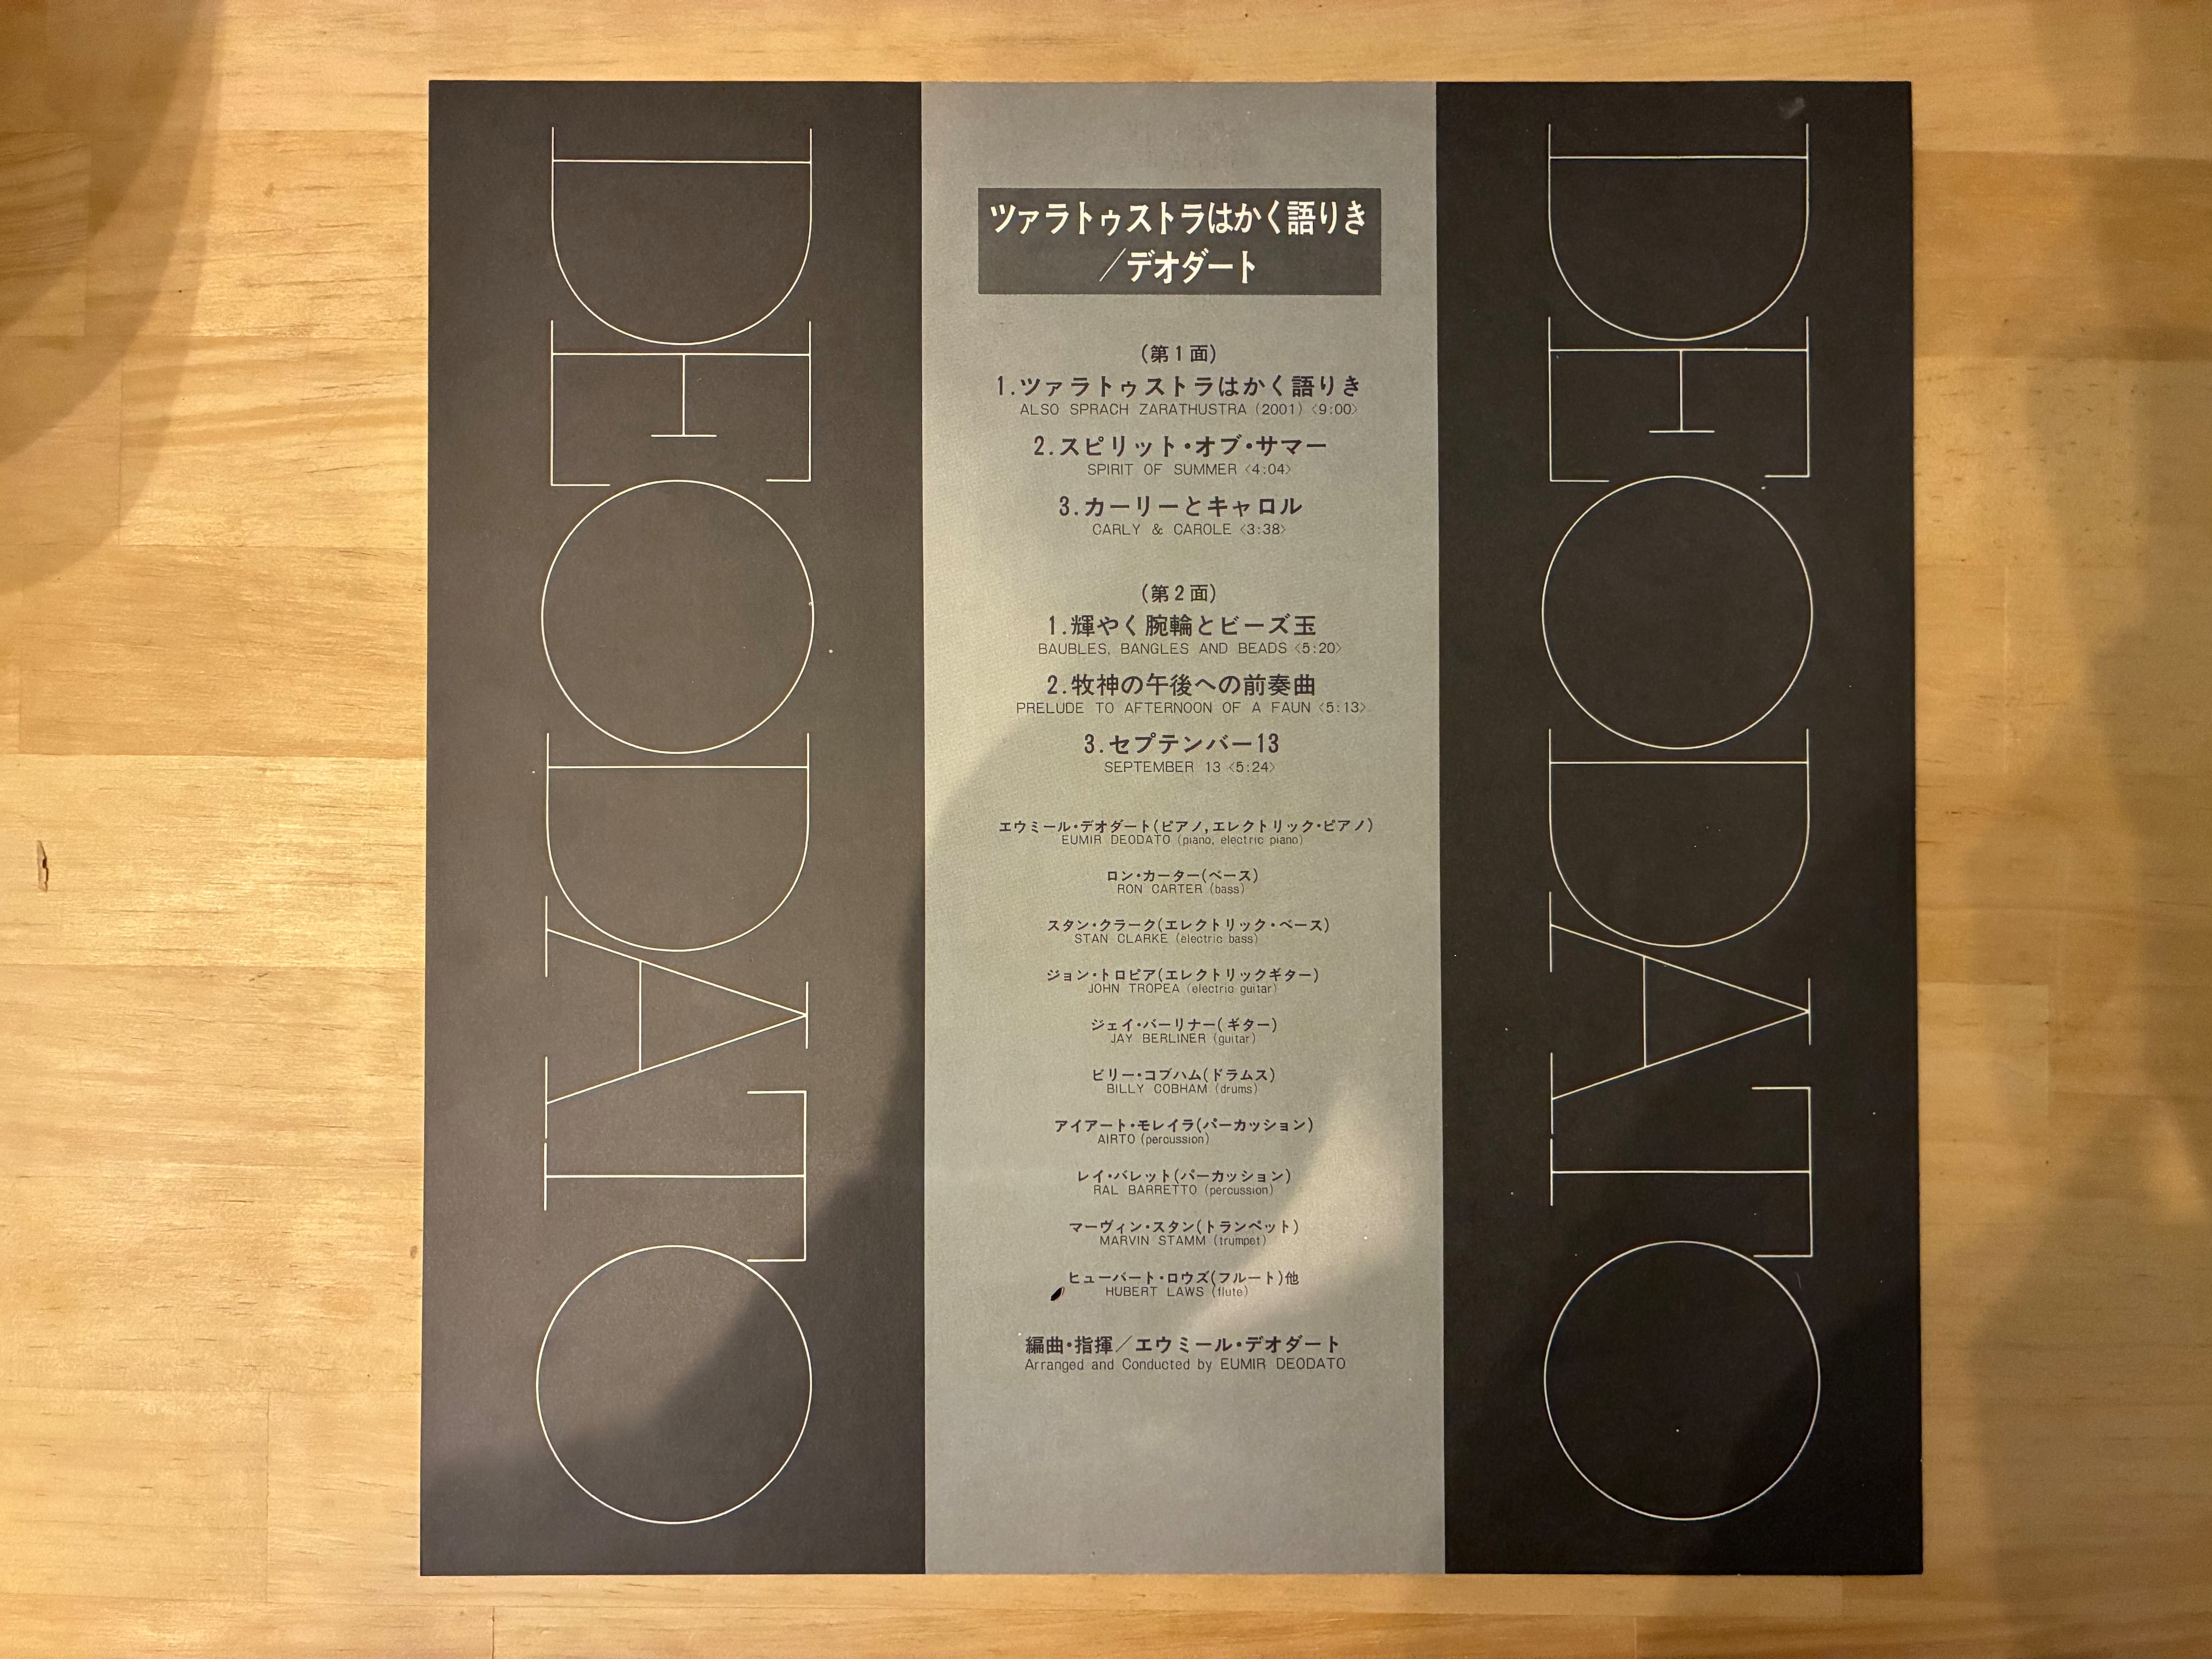 DEODATO
ツァラトゥストラはかく語りき
／デオダート
(第1面)
1.ツァラトゥストラはかく語りき
ALSO SPRACH ZARATHUSTRA (2001) <9:00>
2.スピリット・オブ・サマー
SPIRIT OF SUMMER <4:04>
3.カーリーとキャロル
CARLY & CAROLE <3:38>
(第2面)
1.輝やく腕輪とビーズ玉
BAUBLES, BANGLES AND BEADS <5:20>
2.牧神の午後への前奏曲
PRELUDE TO AFTERNOON OF A FAUN <5:13>
3.セプテンバー13
SEPTEMBER 13 <5:24>
エウミール・デオダート(ピアノ,エレクトリック・ピアノ)
EUMIR DEODATO (piano, electric piano)
ロン・カーター(ベース)
RON CARTER (bass)
スタン・クラーク(エレクトリック・ベース)
STAN CLARKE (electric bass)
ジョン・トロピア(エレクトリックギター)
JOHN TROPEA (electric guitar)
ジェイ・バーリナー(ギター)
JAY BERLINER (guitar)
ビリー・コブハム(ドラムス)
BILLY COBHAM (drums)
アイアート・モレイラ(パーカッション)
AIRTO (percussion)
レイ・バレット(パーカッション)
RAL BARRETTO (percussion)
マーヴィン・スタン(トランペット)
MARVIN STAMM (trumpet)
ヒューバート・ロウズ(フルート)他
HUBERT LAWS (flute)
編曲・指揮／エウミール・デオダート
Arranged and Conducted by EUMIR DEODATO
DEODATO